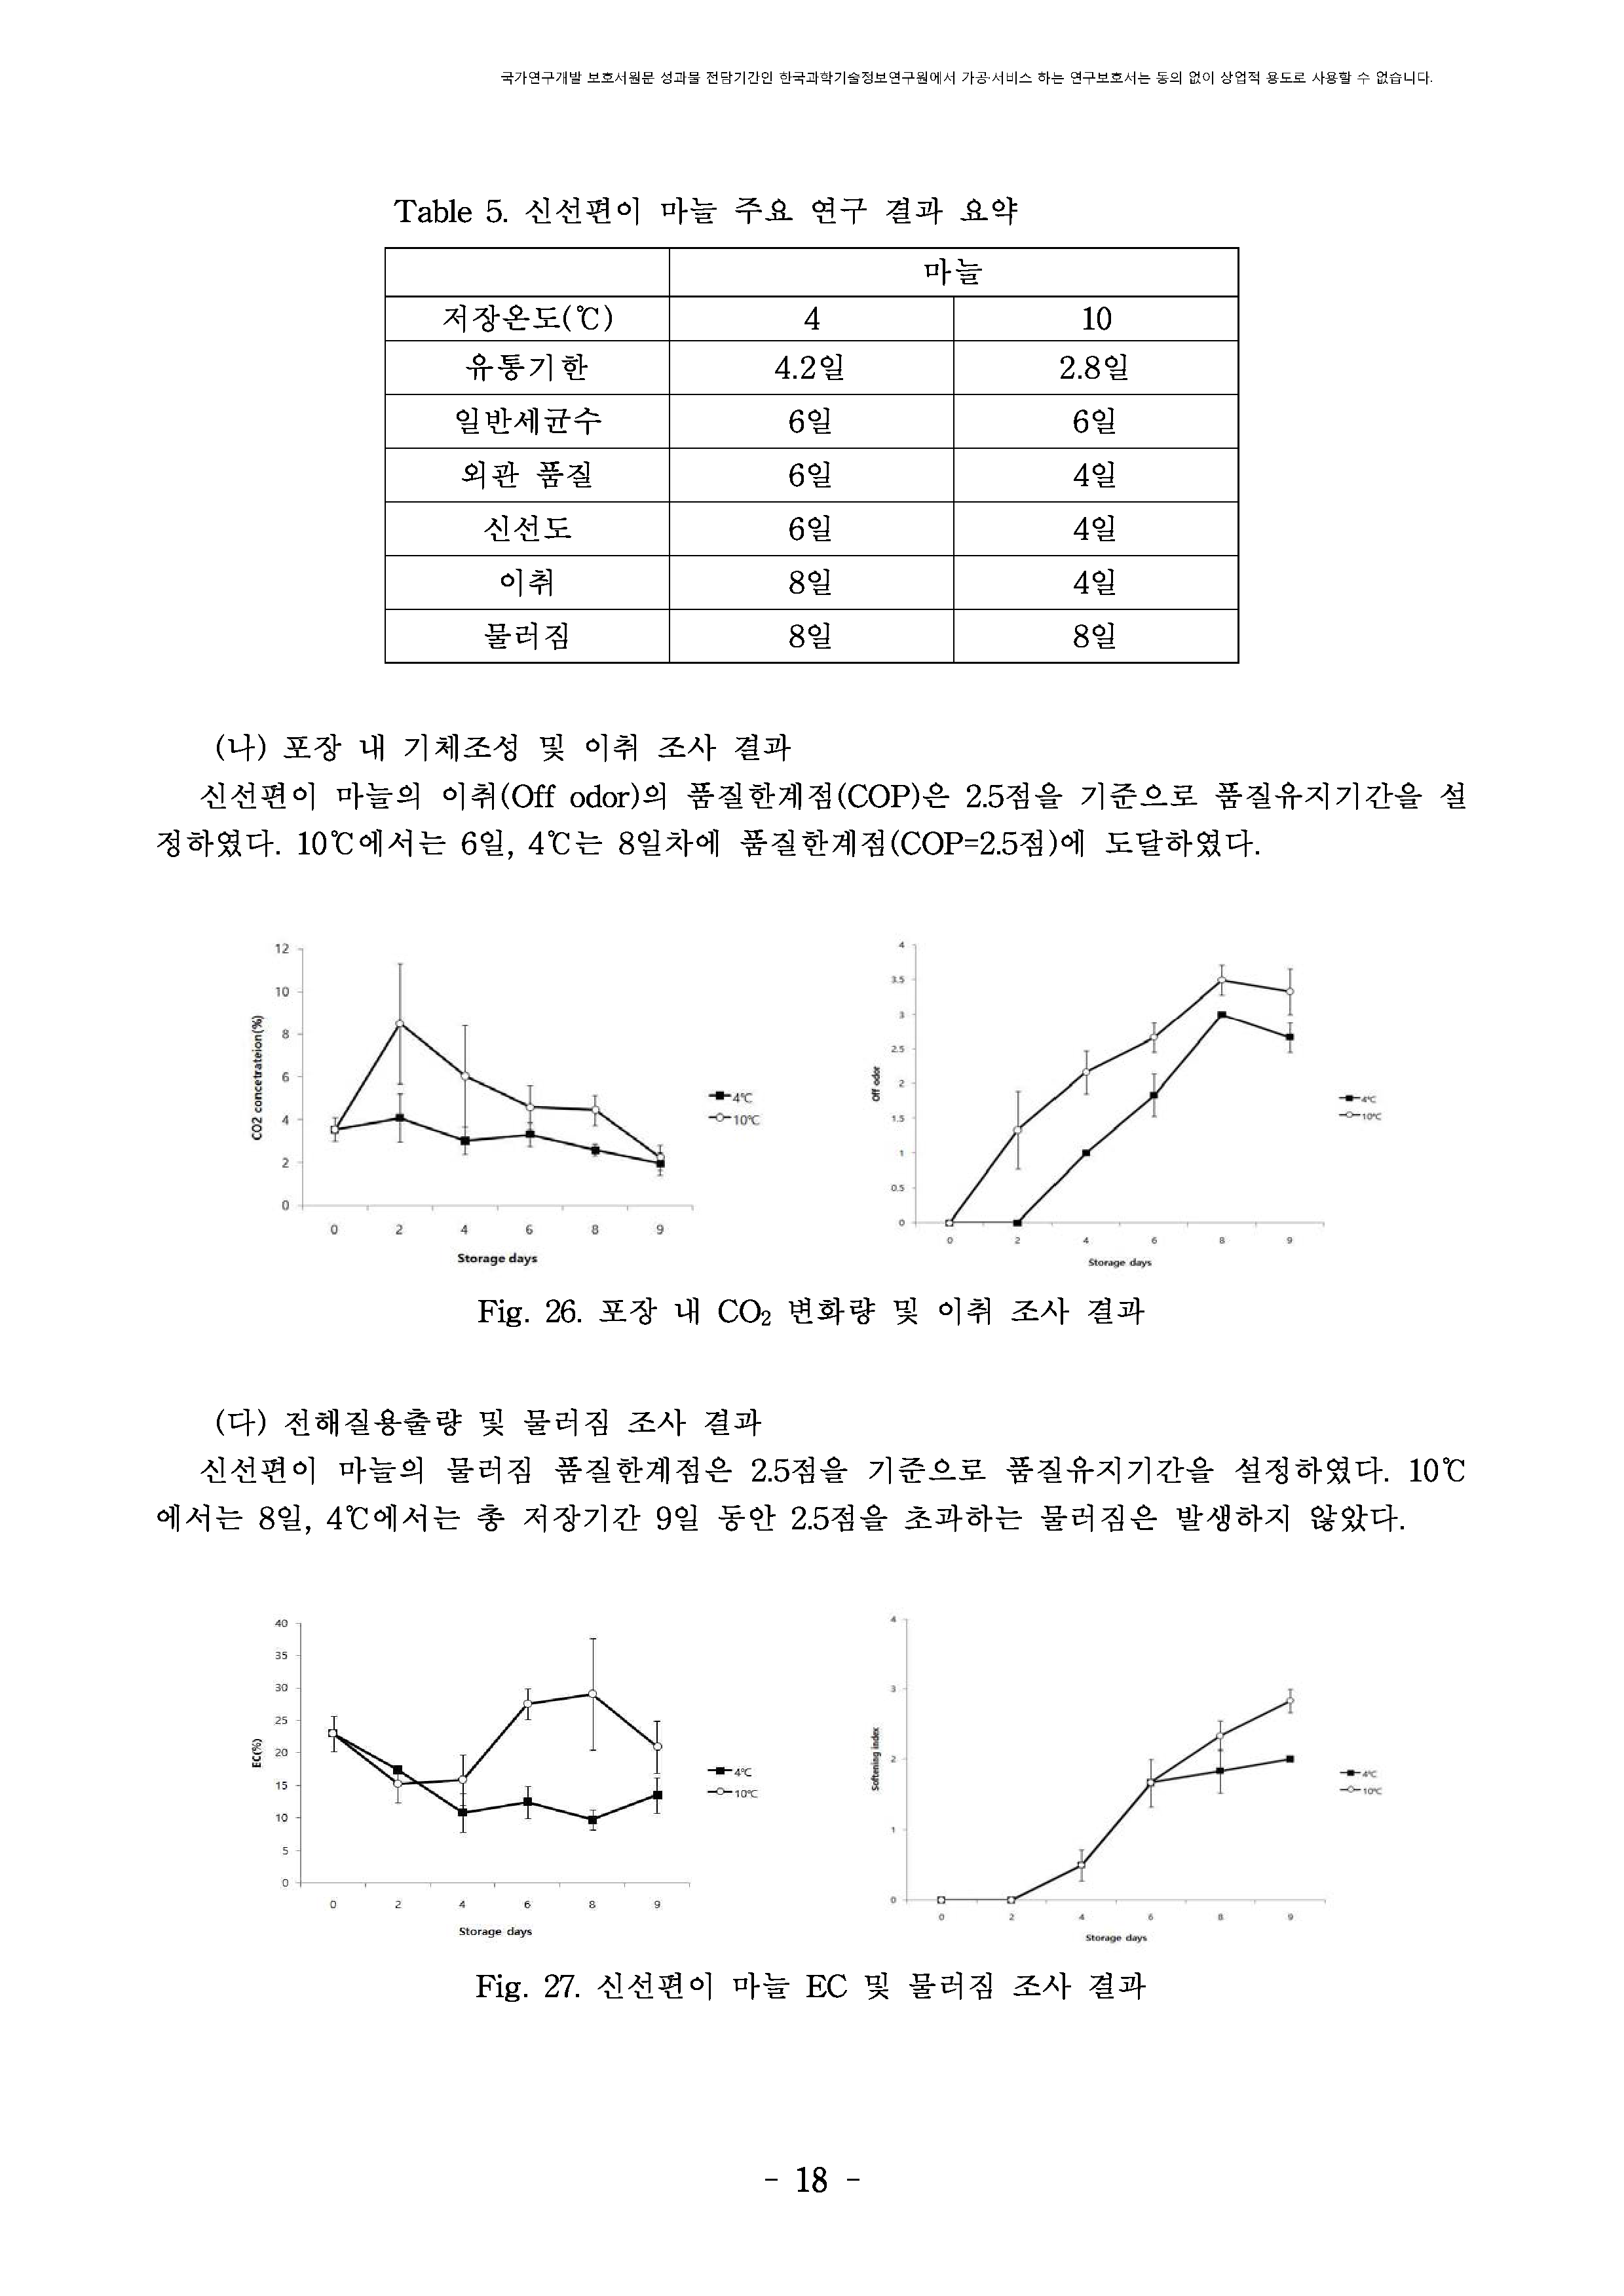 국가연구개발 보호서원문 성과물 전담기간인 한국과학기술정보연구원에서 가공·서비스 하는 연구보호서는 동의 없이 상업적 용도로 사용할 수 없습니다.
Table 5. 신선편이 마늘 주요 연구 결과 요약
마늘
저장온도(℃) 4 10
유통기한 4.2일 2.8일
일반세균수 6일 6일
외관 품질 6일 4일
신선도 6일 4일
이취 8일 4일
물러짐 8일 8일
(나) 포장 내 기체조성 및 이취 조사 결과
신선편이 마늘의 이취(Off odor)의 품질한계점(COP)은 2.5점을 기준으로 품질유지기간을 설
정하였다. 10℃에서는 6일, 4℃는 8일차에 품질한계점(COP=2.5점)에 도달하였다.
12
10
8
6
4
2
0
CO2 concetrateion(%)
0 2 4 6 8 9
Storage days
4℃
10℃
4
3.5
3
2.5
2
1.5
1
0.5
0
Off odor
0 2 4 6 8 9
Storage days
4℃
10℃
Fig. 26. 포장 내 CO₂ 변화량 및 이취 조사 결과
(다) 전해질용출량 및 물러짐 조사 결과
신선편이 마늘의 물러짐 품질한계점은 2.5점을 기준으로 품질유지기간을 설정하였다. 10℃
에서는 8일, 4℃에서는 총 저장기간 9일 동안 2.5점을 초과하는 물러짐은 발생하지 않았다.
40
35
30
25
20
15
10
5
0
EC(%)
0 2 4 6 8 9
Storage days
4℃
10℃
4
3
2
1
0
Softening index
0 2 4 6 8 9
Storage days
4℃
10℃
Fig. 27. 신선편이 마늘 EC 및 물러짐 조사 결과
- 18 -